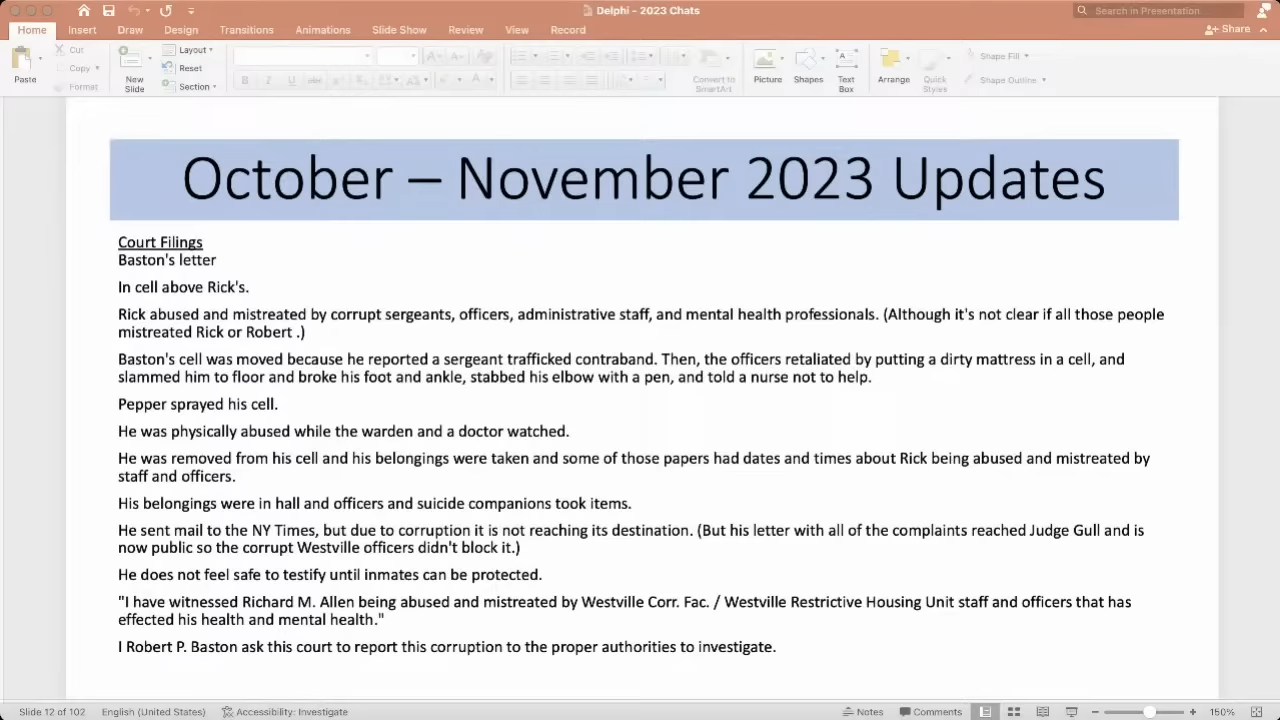 Delphi - 2023 Chats
Search in Presentation
Home Insert Draw Design Transitions Animations Slide Show Review View Record Share
Paste
Cut
Copy
Format
New Slide
Layout
Reset
Section
Convert to SmartArt
Picture
Shapes
Text Box
Arrange
Quick Styles
Shape Fill
Shape Outline
October – November 2023 Updates
Court Filings
Baston's letter
In cell above Rick's.
Rick abused and mistreated by corrupt sergeants, officers, administrative staff, and mental health professionals. (Although it's not clear if all those people
mistreated Rick or Robert .)
Baston's cell was moved because he reported a sergeant trafficked contraband. Then, the officers retaliated by putting a dirty mattress in a cell, and
slammed him to floor and broke his foot and ankle, stabbed his elbow with a pen, and told a nurse not to help.
Pepper sprayed his cell.
He was physically abused while the warden and a doctor watched.
He was removed from his cell and his belongings were taken and some of those papers had dates and times about Rick being abused and mistreated by
staff and officers.
His belongings were in hall and officers and suicide companions took items.
He sent mail to the NY Times, but due to corruption it is not reaching its destination. (But his letter with all of the complaints reached Judge Gull and is
now public so the corrupt Westville officers didn't block it.)
He does not feel safe to testify until inmates can be protected.
"I have witnessed Richard M. Allen being abused and mistreated by Westville Corr. Fac. / Westville Restrictive Housing Unit staff and officers that has
effected his health and mental health."
I Robert P. Baston ask this court to report this corruption to the proper authorities to investigate.
Slide 12 of 102 English (United States) Accessibility: Investigate Notes Comments 150%